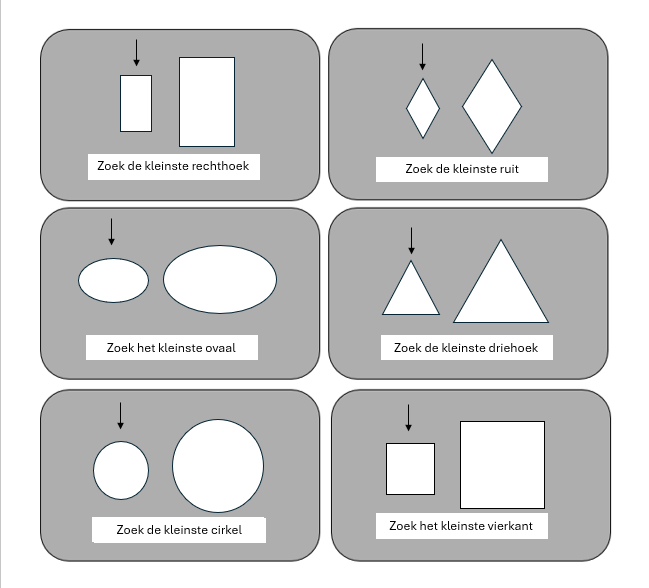 Zoek de kleinste rechthoek
Zoek de kleinste ruit
Zoek het kleinste ovaal
Zoek de kleinste driehoek
Zoek de kleinste cirkel
Zoek het kleinste vierkant